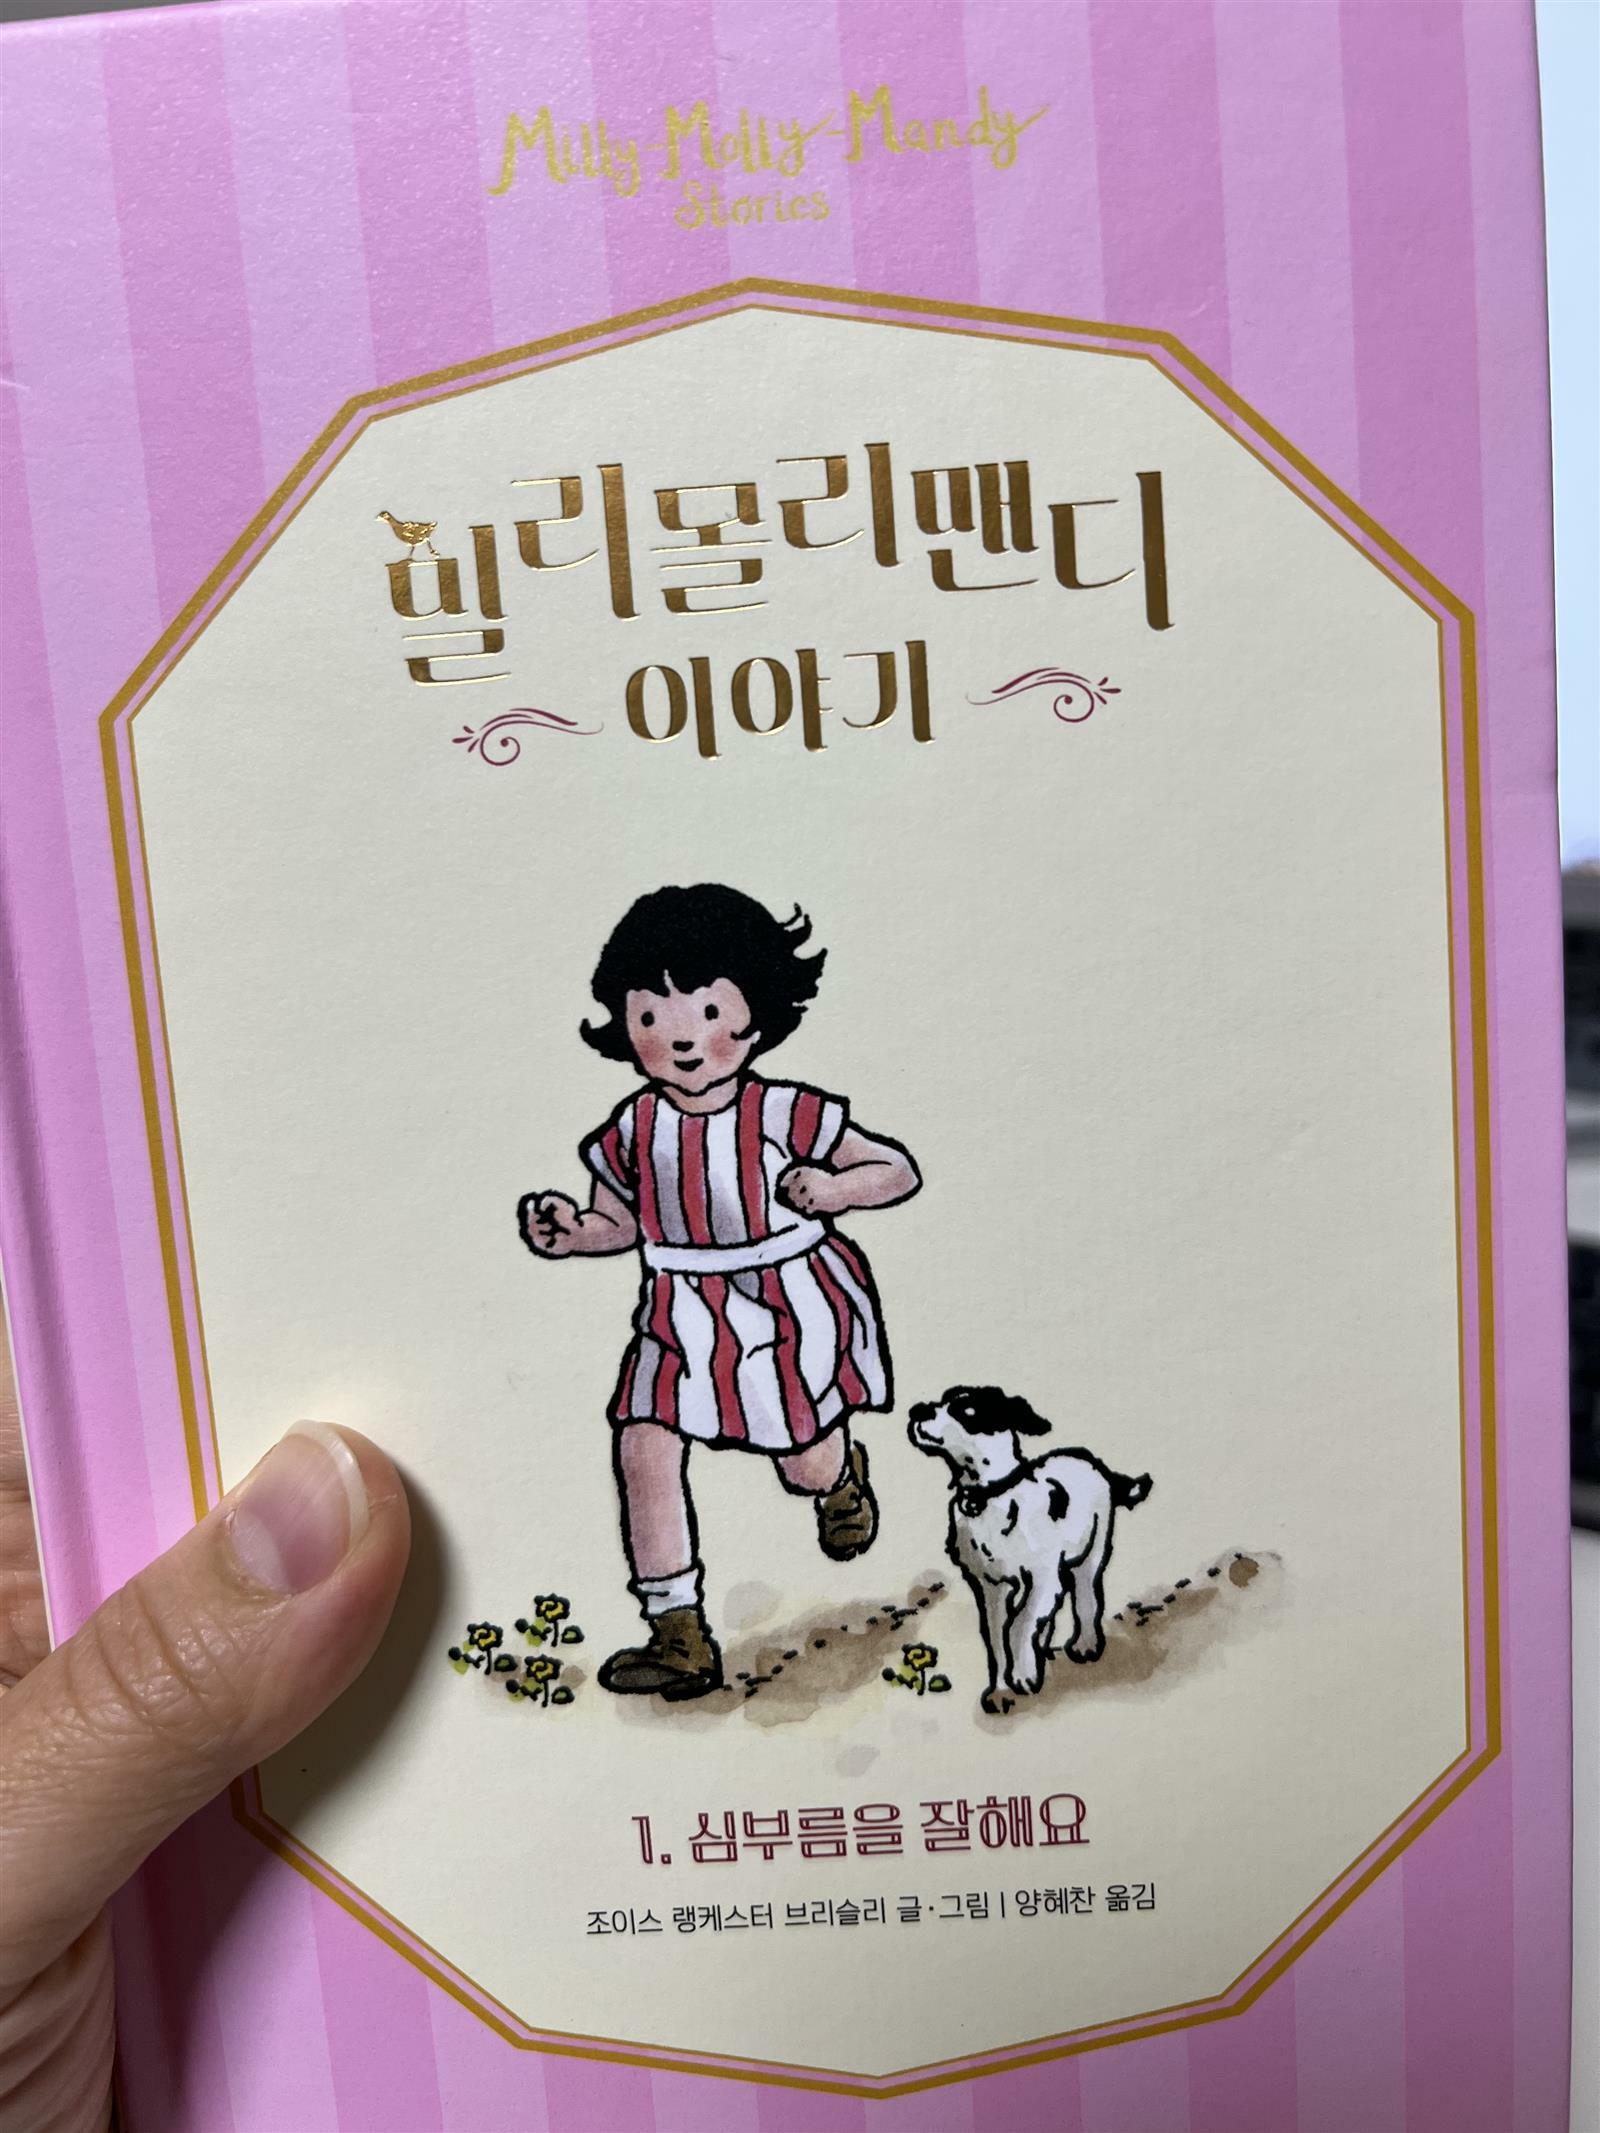 Milly-Molly-Mandy
Stories
밀리몰리맨디
이야기
1. 심부름을 잘해요
조이스 랭케스터 브리슬리 글·그림 | 양혜찬 옮김